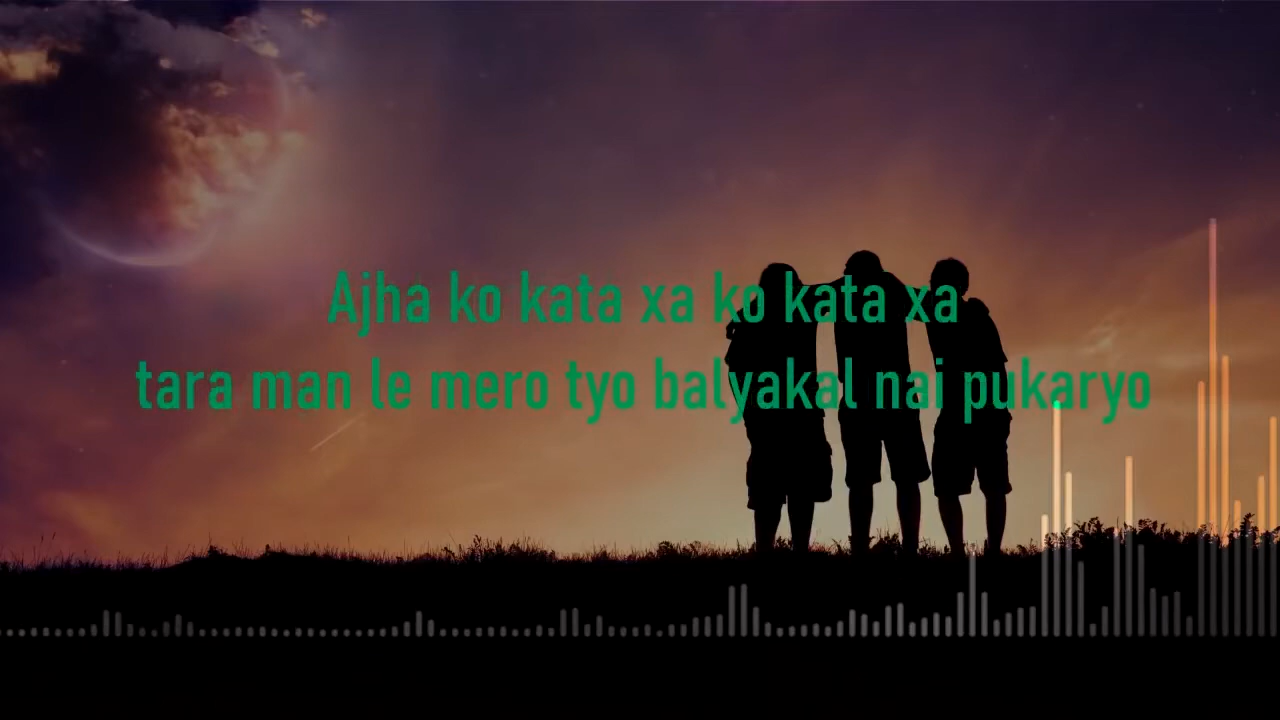 Ajha ko kata xa ko kata xa
tara man le mero tyo balyakal nai pukaryo